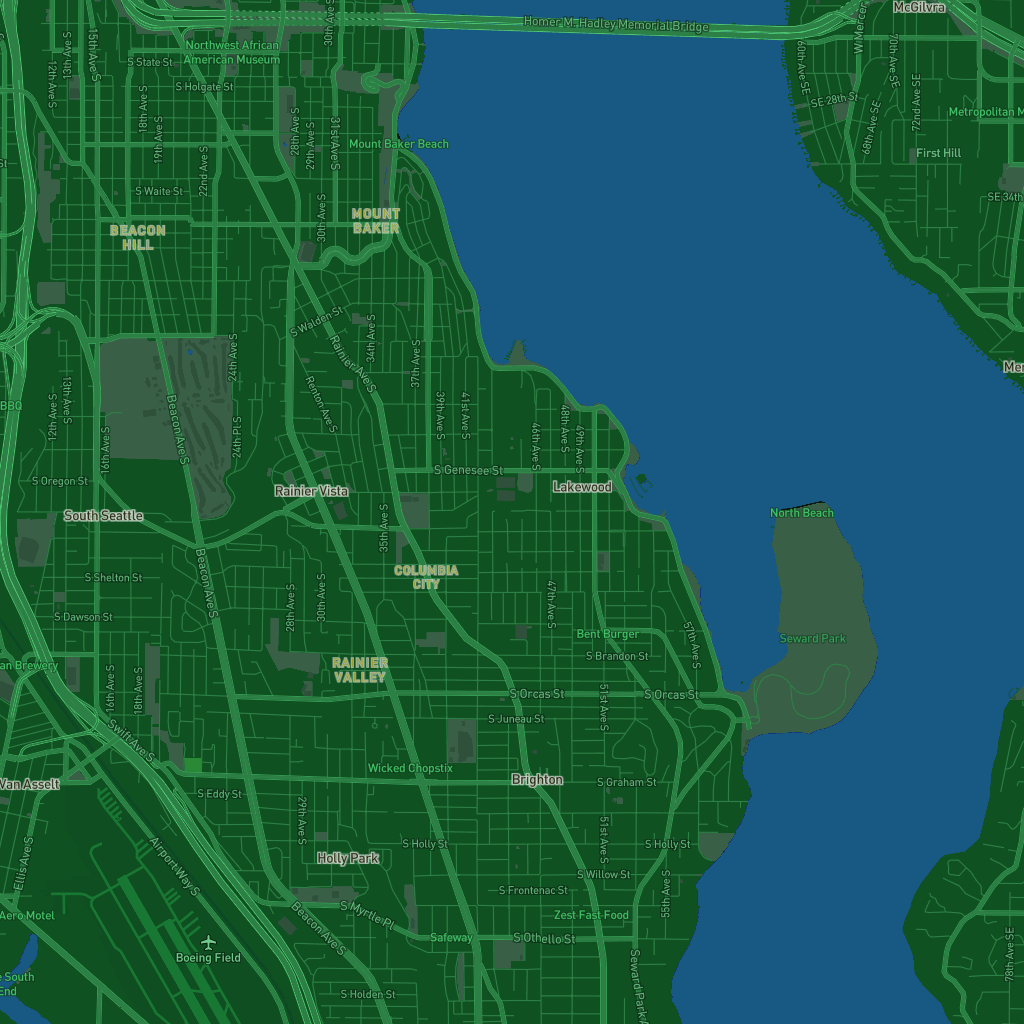 McGilvra
30th Ave S
Homer M. Hadley Memorial Bridge
W Mercer
15th Ave S
13th Ave S
Northwest African
American Museum
60th Ave SE
70th Ave SE
S State St
12th Ave S
S Holgate St
18th Ave S
SE 28th St
72nd Ave SE
Metropolitan M
28th Ave S
29th Ave S
31st Ave S
68th Ave SE
19th Ave S
Mount Baker Beach
First Hill
22nd Ave S
S Waite St
SE 34th
30th Ave S
MOUNT
BAKER
BEACON
HILL
S Walden St
34th Ave S
24th Ave S
37th Ave S
Rainier Ave S
Mer
13th Ave S
Renton Ave S
BBQ
12th Ave S
39th Ave S
41st Ave S
48th Ave S
Beacon Ave S
24th Pl S
46th Ave S
49th Ave S
16th Ave S
S Genesee St
S Oregon St
Rainier Vista
Lakewood
South Seattle
North Beach
35th Ave S
Beacon Ave S
COLUMBIA
CITY
S Shelton St
28th Ave S
30th Ave S
47th Ave S
S Dawson St
Bent Burger
57th Ave S
Seward Park
S Brandon St
an Brewery
RAINIER
VALLEY
16th Ave S
18th Ave S
S Orcas St
S Orcas St
51st Ave S
S Juneau St
Swift Ave S
Wicked Chopstix
Brighton
S Graham St
Van Asselt
S Eddy St
29th Ave S
51st Ave S
S Holly St
S Holly St
Holly Park
Ellis Ave S
Airport Way S
S Willow St
S Frontenac St
55th Ave S
Aero Motel
Beacon Ave S
S Myrtle Pl
Zest Fast Food
Safeway
S Othello St
Boeing Field
78th Ave SE
e South
End
S Holden St
Seward Park A